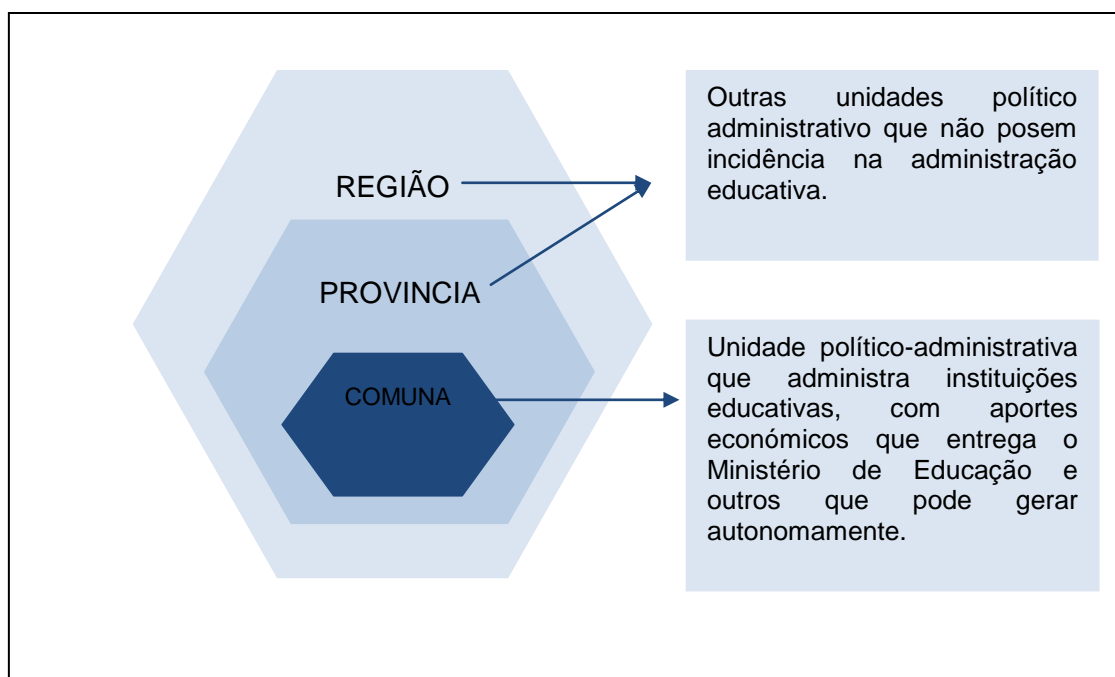 REGIÃO
PROVINCIA
COMUNA
Outras unidades político
administrativo que não posem
incidência na administração
educativa.
Unidade político-administrativa
que administra instituições
educativas, com aportes
económicos que entrega o
Ministério de Educação e
outros que pode gerar
autonomamente.